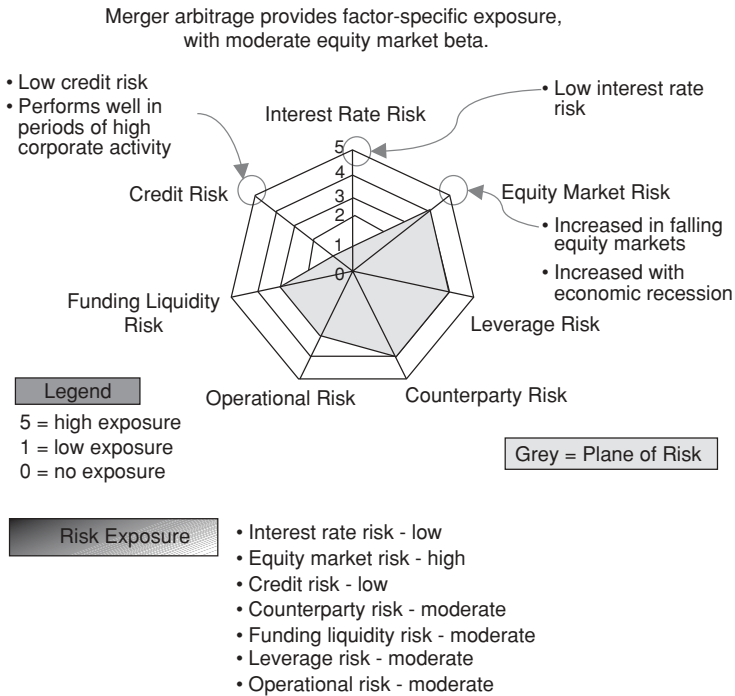 Merger arbitrage provides factor-specific exposure,
with moderate equity market beta.
• Low credit risk
• Performs well in
periods of high
corporate activity
• Low interest rate
risk
Interest Rate Risk
5
4
3
2
1
0
Credit Risk
Equity Market Risk
• Increased in falling
equity markets
• Increased with
economic recession
Funding Liquidity
Risk
Leverage Risk
Operational Risk
Counterparty Risk
Legend
5 = high exposure
1 = low exposure
0 = no exposure
Grey = Plane of Risk
Risk Exposure
• Interest rate risk - low
• Equity market risk - high
• Credit risk - low
• Counterparty risk - moderate
• Funding liquidity risk - moderate
• Leverage risk - moderate
• Operational risk - moderate